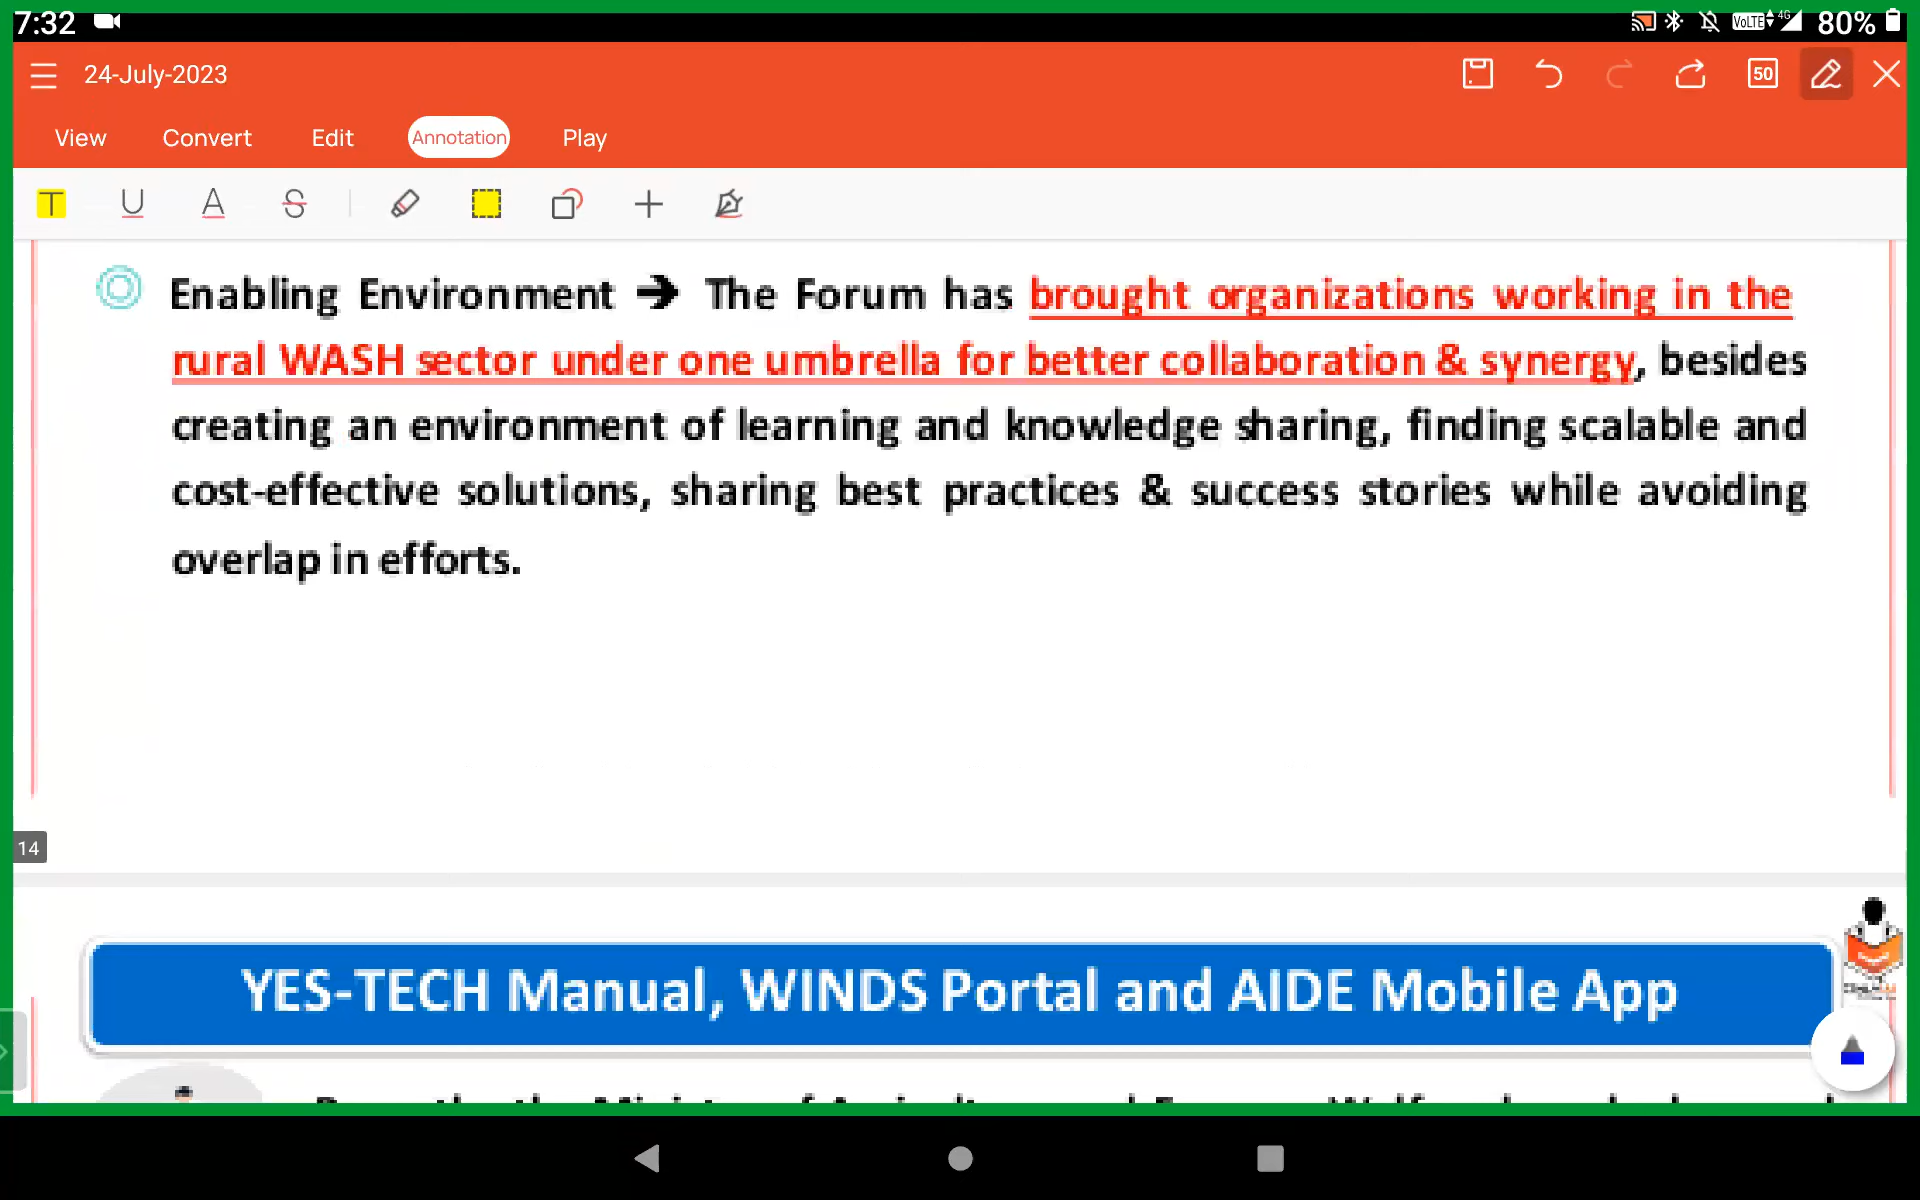 7:32 VoLTE 4G 80%
24-July-2023 50
View Convert Edit Annotation Play
T U A S
Enabling Environment ➔ The Forum has brought organizations working in the
rural WASH sector under one umbrella for better collaboration & synergy, besides
creating an environment of learning and knowledge sharing, finding scalable and
cost-effective solutions, sharing best practices & success stories while avoiding
overlap in efforts.
14
YES-TECH Manual, WINDS Portal and AIDE Mobile App